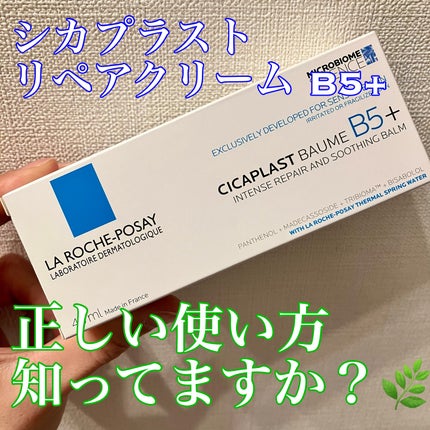 シカプラスト
リペアクリーム B5+
MICROBIOME
EXCLUSIVELY DEVELOPED FOR
IRRITATED OR
CICAPLAST BAUME B5+
INTENSE REPAIR AND SOOTHING BALM
PANTHENOL + MADECASSOSIDE + TRIBIOMA™ + BISABOLOL
WITH LA ROCHE-POSAY THERMAL SPRING WATER
LA ROCHE-POSAY
LABORATOIRE DERMATOLOGIQUE
ml Made in France
正しい使い方
知ってますか？